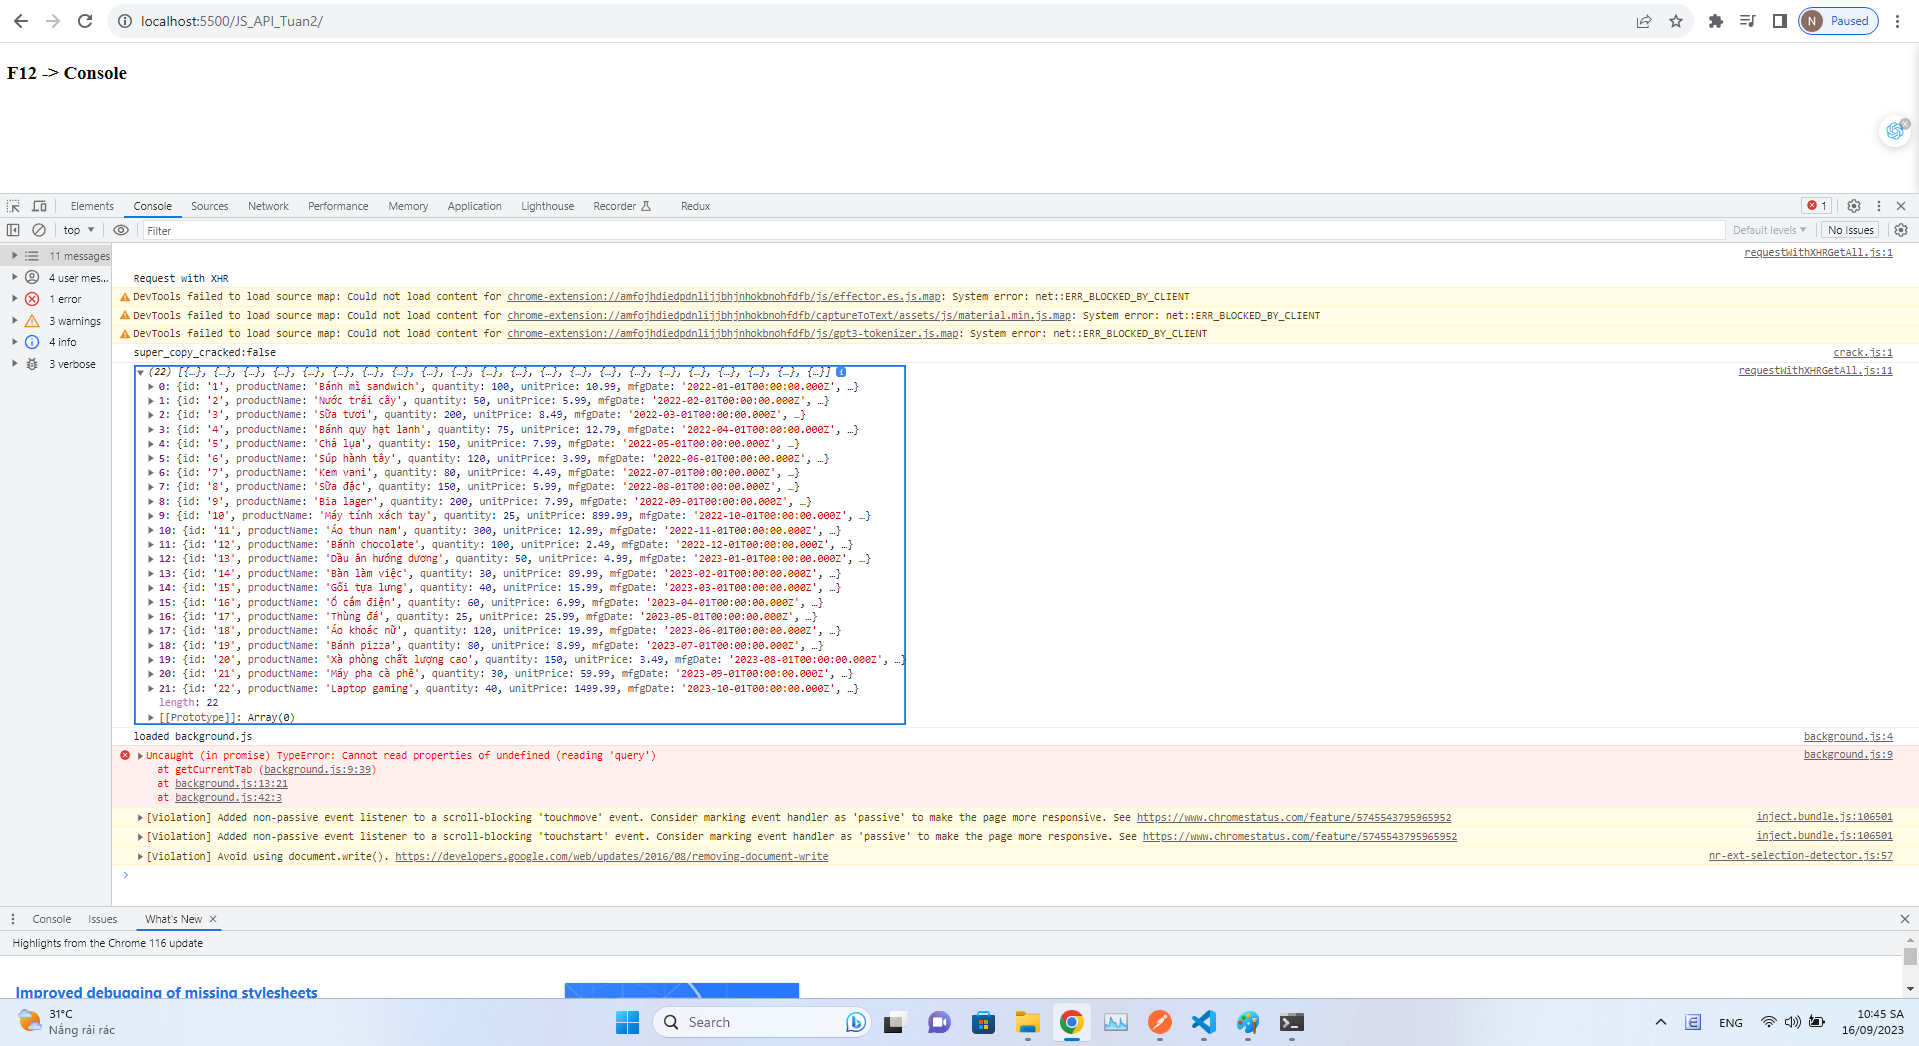 localhost:5500/JS_API_Tuan2/
N Paused
F12 -> Console
Elements Console Sources Network Performance Memory Application Lighthouse Recorder Redux 1
top Filter Default levels No Issues
11 messages
4 user mes...
1 error
3 warnings
4 info
3 verbose
requestWithXHRGetAll.js:1
Request with XHR
DevTools failed to load source map: Could not load content for chrome-extension://amfojhdiedpdnlijjbhjnhokbnohfdfb/js/effector.es.js.map: System error: net::ERR_BLOCKED_BY_CLIENT
DevTools failed to load source map: Could not load content for chrome-extension://amfojhdiedpdnlijjbhjnhokbnohfdfb/captureToText/assets/js/material.min.js.map: System error: net::ERR_BLOCKED_BY_CLIENT
DevTools failed to load source map: Could not load content for chrome-extension://amfojhdiedpdnlijjbhjnhokbnohfdfb/js/gpt3-tokenizer.js.map: System error: net::ERR_BLOCKED_BY_CLIENT
super_copy_cracked:false crack.js:1
(22) [{…}, {…}, {…}, {…}, {…}, {…}, {…}, {…}, {…}, {…}, {…}, {…}, {…}, {…}, {…}, {…}, {…}, {…}, {…}, {…}, {…}, {…}] requestWithXHRGetAll.js:11
0: {id: '1', productName: 'Bánh mì sandwich', quantity: 100, unitPrice: 10.99, mfgDate: '2022-01-01T00:00:00.000Z', …}
1: {id: '2', productName: 'Nước trái cây', quantity: 50, unitPrice: 5.99, mfgDate: '2022-02-01T00:00:00.000Z', …}
2: {id: '3', productName: 'Sữa tươi', quantity: 200, unitPrice: 8.49, mfgDate: '2022-03-01T00:00:00.000Z', …}
3: {id: '4', productName: 'Bánh quy hạt lanh', quantity: 75, unitPrice: 12.79, mfgDate: '2022-04-01T00:00:00.000Z', …}
4: {id: '5', productName: 'Chả lụa', quantity: 150, unitPrice: 7.99, mfgDate: '2022-05-01T00:00:00.000Z', …}
5: {id: '6', productName: 'Súp hành tây', quantity: 120, unitPrice: 3.99, mfgDate: '2022-06-01T00:00:00.000Z', …}
6: {id: '7', productName: 'Kem vani', quantity: 80, unitPrice: 4.49, mfgDate: '2022-07-01T00:00:00.000Z', …}
7: {id: '8', productName: 'Sữa đặc', quantity: 150, unitPrice: 5.99, mfgDate: '2022-08-01T00:00:00.000Z', …}
8: {id: '9', productName: 'Bia lager', quantity: 200, unitPrice: 7.99, mfgDate: '2022-09-01T00:00:00.000Z', …}
9: {id: '10', productName: 'Máy tính xách tay', quantity: 25, unitPrice: 899.99, mfgDate: '2022-10-01T00:00:00.000Z', …}
10: {id: '11', productName: 'Áo thun nam', quantity: 300, unitPrice: 12.99, mfgDate: '2022-11-01T00:00:00.000Z', …}
11: {id: '12', productName: 'Bánh chocolate', quantity: 100, unitPrice: 2.49, mfgDate: '2022-12-01T00:00:00.000Z', …}
12: {id: '13', productName: 'Dầu ăn hướng dương', quantity: 50, unitPrice: 4.99, mfgDate: '2023-01-01T00:00:00.000Z', …}
13: {id: '14', productName: 'Bàn làm việc', quantity: 30, unitPrice: 89.99, mfgDate: '2023-02-01T00:00:00.000Z', …}
14: {id: '15', productName: 'Gối tựa lưng', quantity: 40, unitPrice: 15.99, mfgDate: '2023-03-01T00:00:00.000Z', …}
15: {id: '16', productName: 'Ổ cắm điện', quantity: 60, unitPrice: 6.99, mfgDate: '2023-04-01T00:00:00.000Z', …}
16: {id: '17', productName: 'Thùng đá', quantity: 25, unitPrice: 25.99, mfgDate: '2023-05-01T00:00:00.000Z', …}
17: {id: '18', productName: 'Áo khoác nữ', quantity: 120, unitPrice: 19.99, mfgDate: '2023-06-01T00:00:00.000Z', …}
18: {id: '19', productName: 'Bánh pizza', quantity: 80, unitPrice: 8.99, mfgDate: '2023-07-01T00:00:00.000Z', …}
19: {id: '20', productName: 'Xà phòng chất lượng cao', quantity: 150, unitPrice: 3.49, mfgDate: '2023-08-01T00:00:00.000Z', …}
20: {id: '21', productName: 'Máy pha cà phê', quantity: 30, unitPrice: 59.99, mfgDate: '2023-09-01T00:00:00.000Z', …}
21: {id: '22', productName: 'Laptop gaming', quantity: 40, unitPrice: 1499.99, mfgDate: '2023-10-01T00:00:00.000Z', …}
length: 22
[[Prototype]]: Array(0)
loaded background.js background.js:4
Uncaught (in promise) TypeError: Cannot read properties of undefined (reading 'query') background.js:9
at getCurrentTab (background.js:9:39)
at background.js:13:21
at background.js:42:3
[Violation] Added non-passive event listener to a scroll-blocking 'touchmove' event. Consider marking event handler as 'passive' to make the page more responsive. See https://www.chromestatus.com/feature/5745543795965952 inject.bundle.js:106501
[Violation] Added non-passive event listener to a scroll-blocking 'touchstart' event. Consider marking event handler as 'passive' to make the page more responsive. See https://www.chromestatus.com/feature/5745543795965952 inject.bundle.js:106501
[Violation] Avoid using document.write(). https://developers.google.com/web/updates/2016/08/removing-document-write nr-ext-selection-detector.js:57
Console Issues What's New
Highlights from the Chrome 116 update
Improved debugging of missing stylesheets
31°C
Nắng rải rác
Search
ENG
10:45 SA
16/09/2023